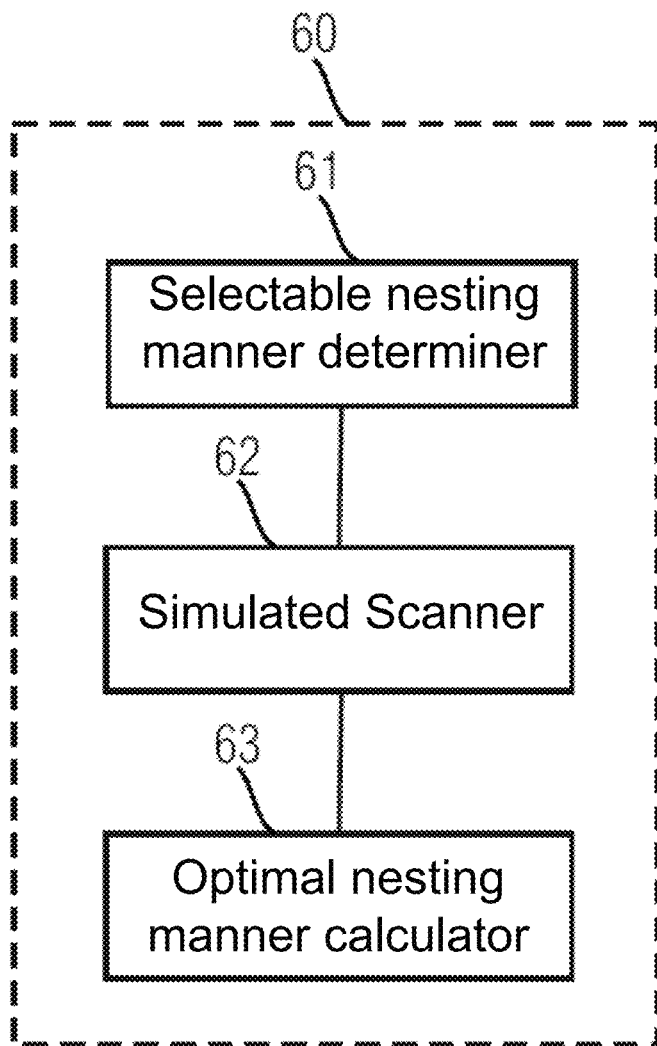 60
61
Selectable nesting
manner determiner
62
Simulated Scanner
63
Optimal nesting
manner calculator